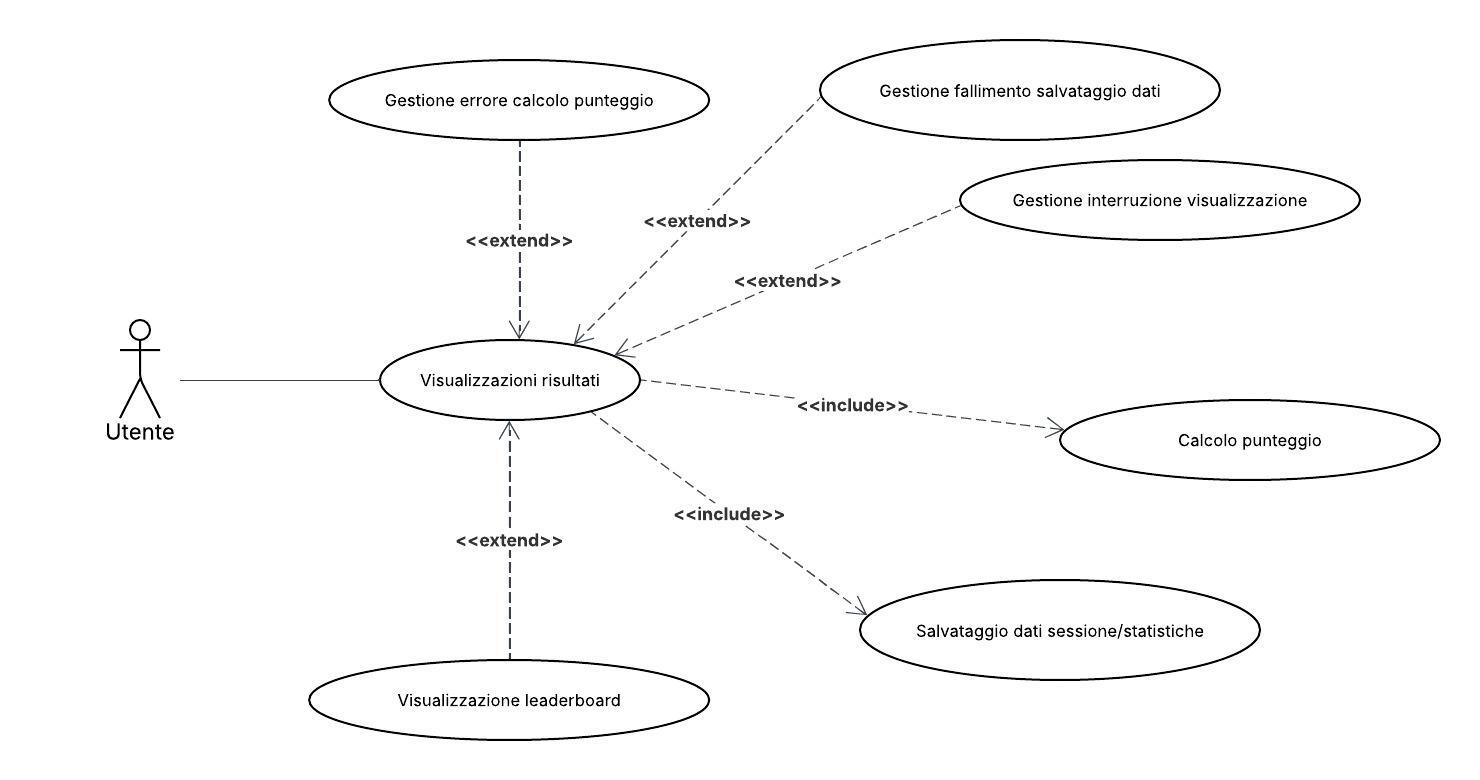 Gestione fallimento salvataggio dati
Gestione errore calcolo punteggio
Gestione interruzione visualizzazione
<<extend>>
<<extend>>
<<extend>>
Visualizzazioni risultati
<<include>>
Utente
Calcolo punteggio
<<include>>
<<extend>>
Salvataggio dati sessione/statistiche
Visualizzazione leaderboard